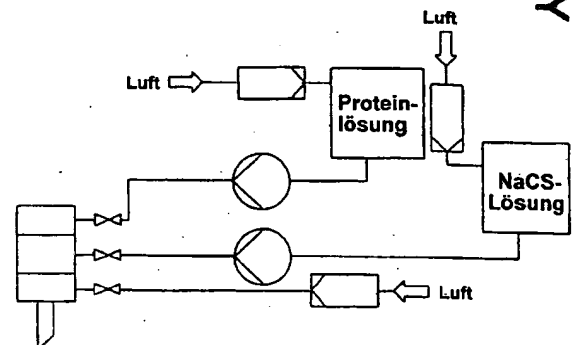 Luft
Luft
Protein-
lösung
NaCS-
Lösung
Luft